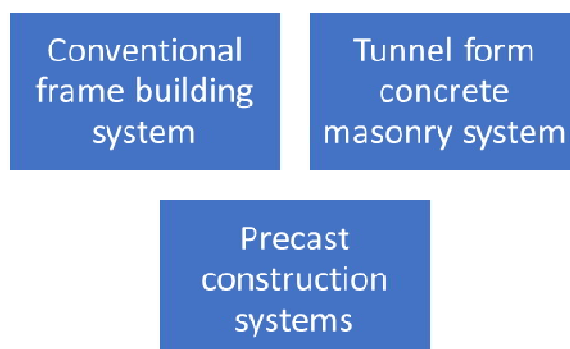 Conventional
frame building
system
Tunnel form
concrete
masonry system
Precast
construction
systems